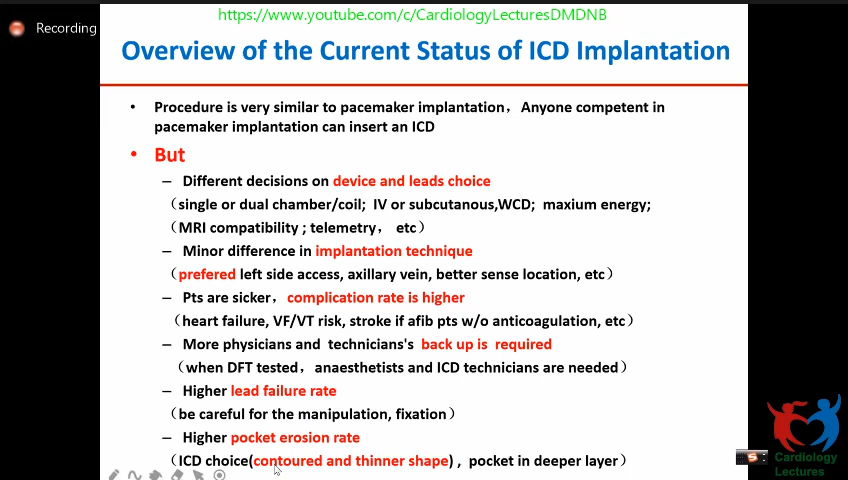 https://www.youtube.com/c/CardiologyLecturesDMDNB
Recording
Overview of the Current Status of ICD Implantation
• Procedure is very similar to pacemaker implantation，Anyone competent in
pacemaker implantation can insert an ICD
• But
– Different decisions on device and leads choice
（single or dual chamber/coil; IV or subcutanous,WCD; maxium energy;
（MRI compatibility ; telemetry， etc）
– Minor difference in implantation technique
（prefered left side access, axillary vein, better sense location, etc）
– Pts are sicker，complication rate is higher
（heart failure, VF/VT risk, stroke if afib pts w/o anticoagulation, etc）
– More physicians and technicians's back up is required
（when DFT tested，anaesthetists and ICD technicians are needed）
– Higher lead failure rate
（be careful for the manipulation, fixation）
– Higher pocket erosion rate
（ICD choice(contoured and thinner shape) , pocket in deeper layer）
Cardiology
Lectures